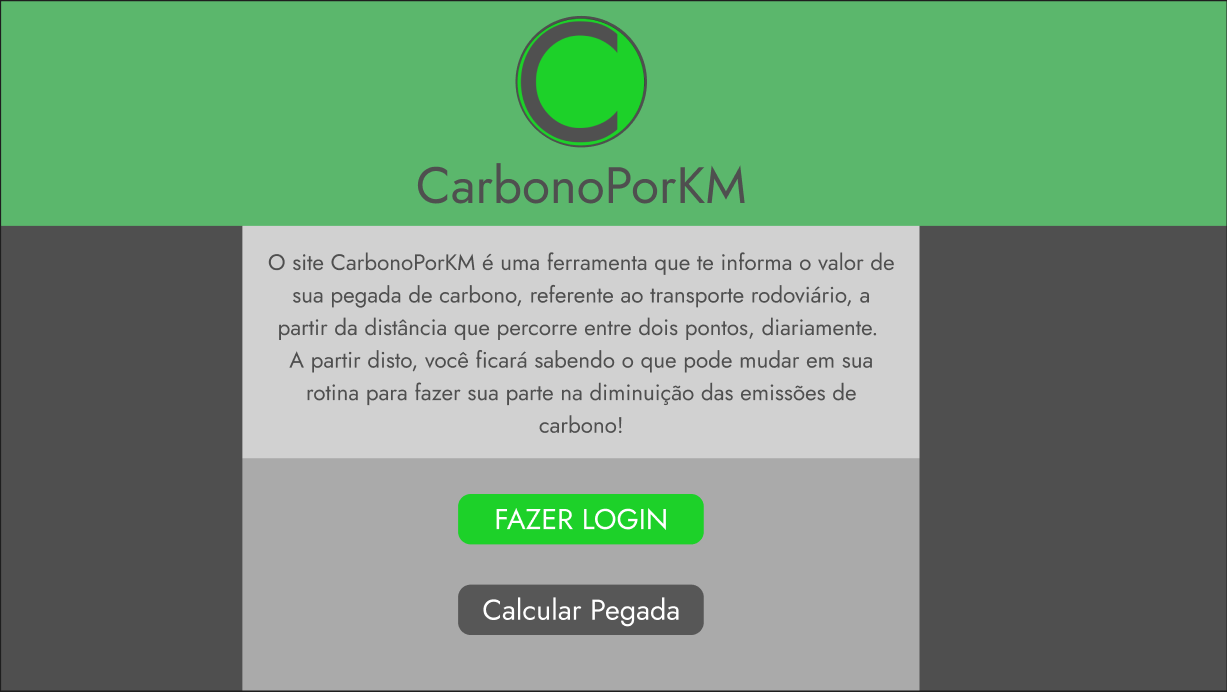 C
CarbonoPorKM
O site CarbonoPorKM é uma ferramenta que te informa o valor de
sua pegada de carbono, referente ao transporte rodoviário, a
partir da distância que percorre entre dois pontos, diariamente.
A partir disto, você ficará sabendo o que pode mudar em sua
rotina para fazer sua parte na diminuição das emissões de
carbono!
FAZER LOGIN
Calcular Pegada